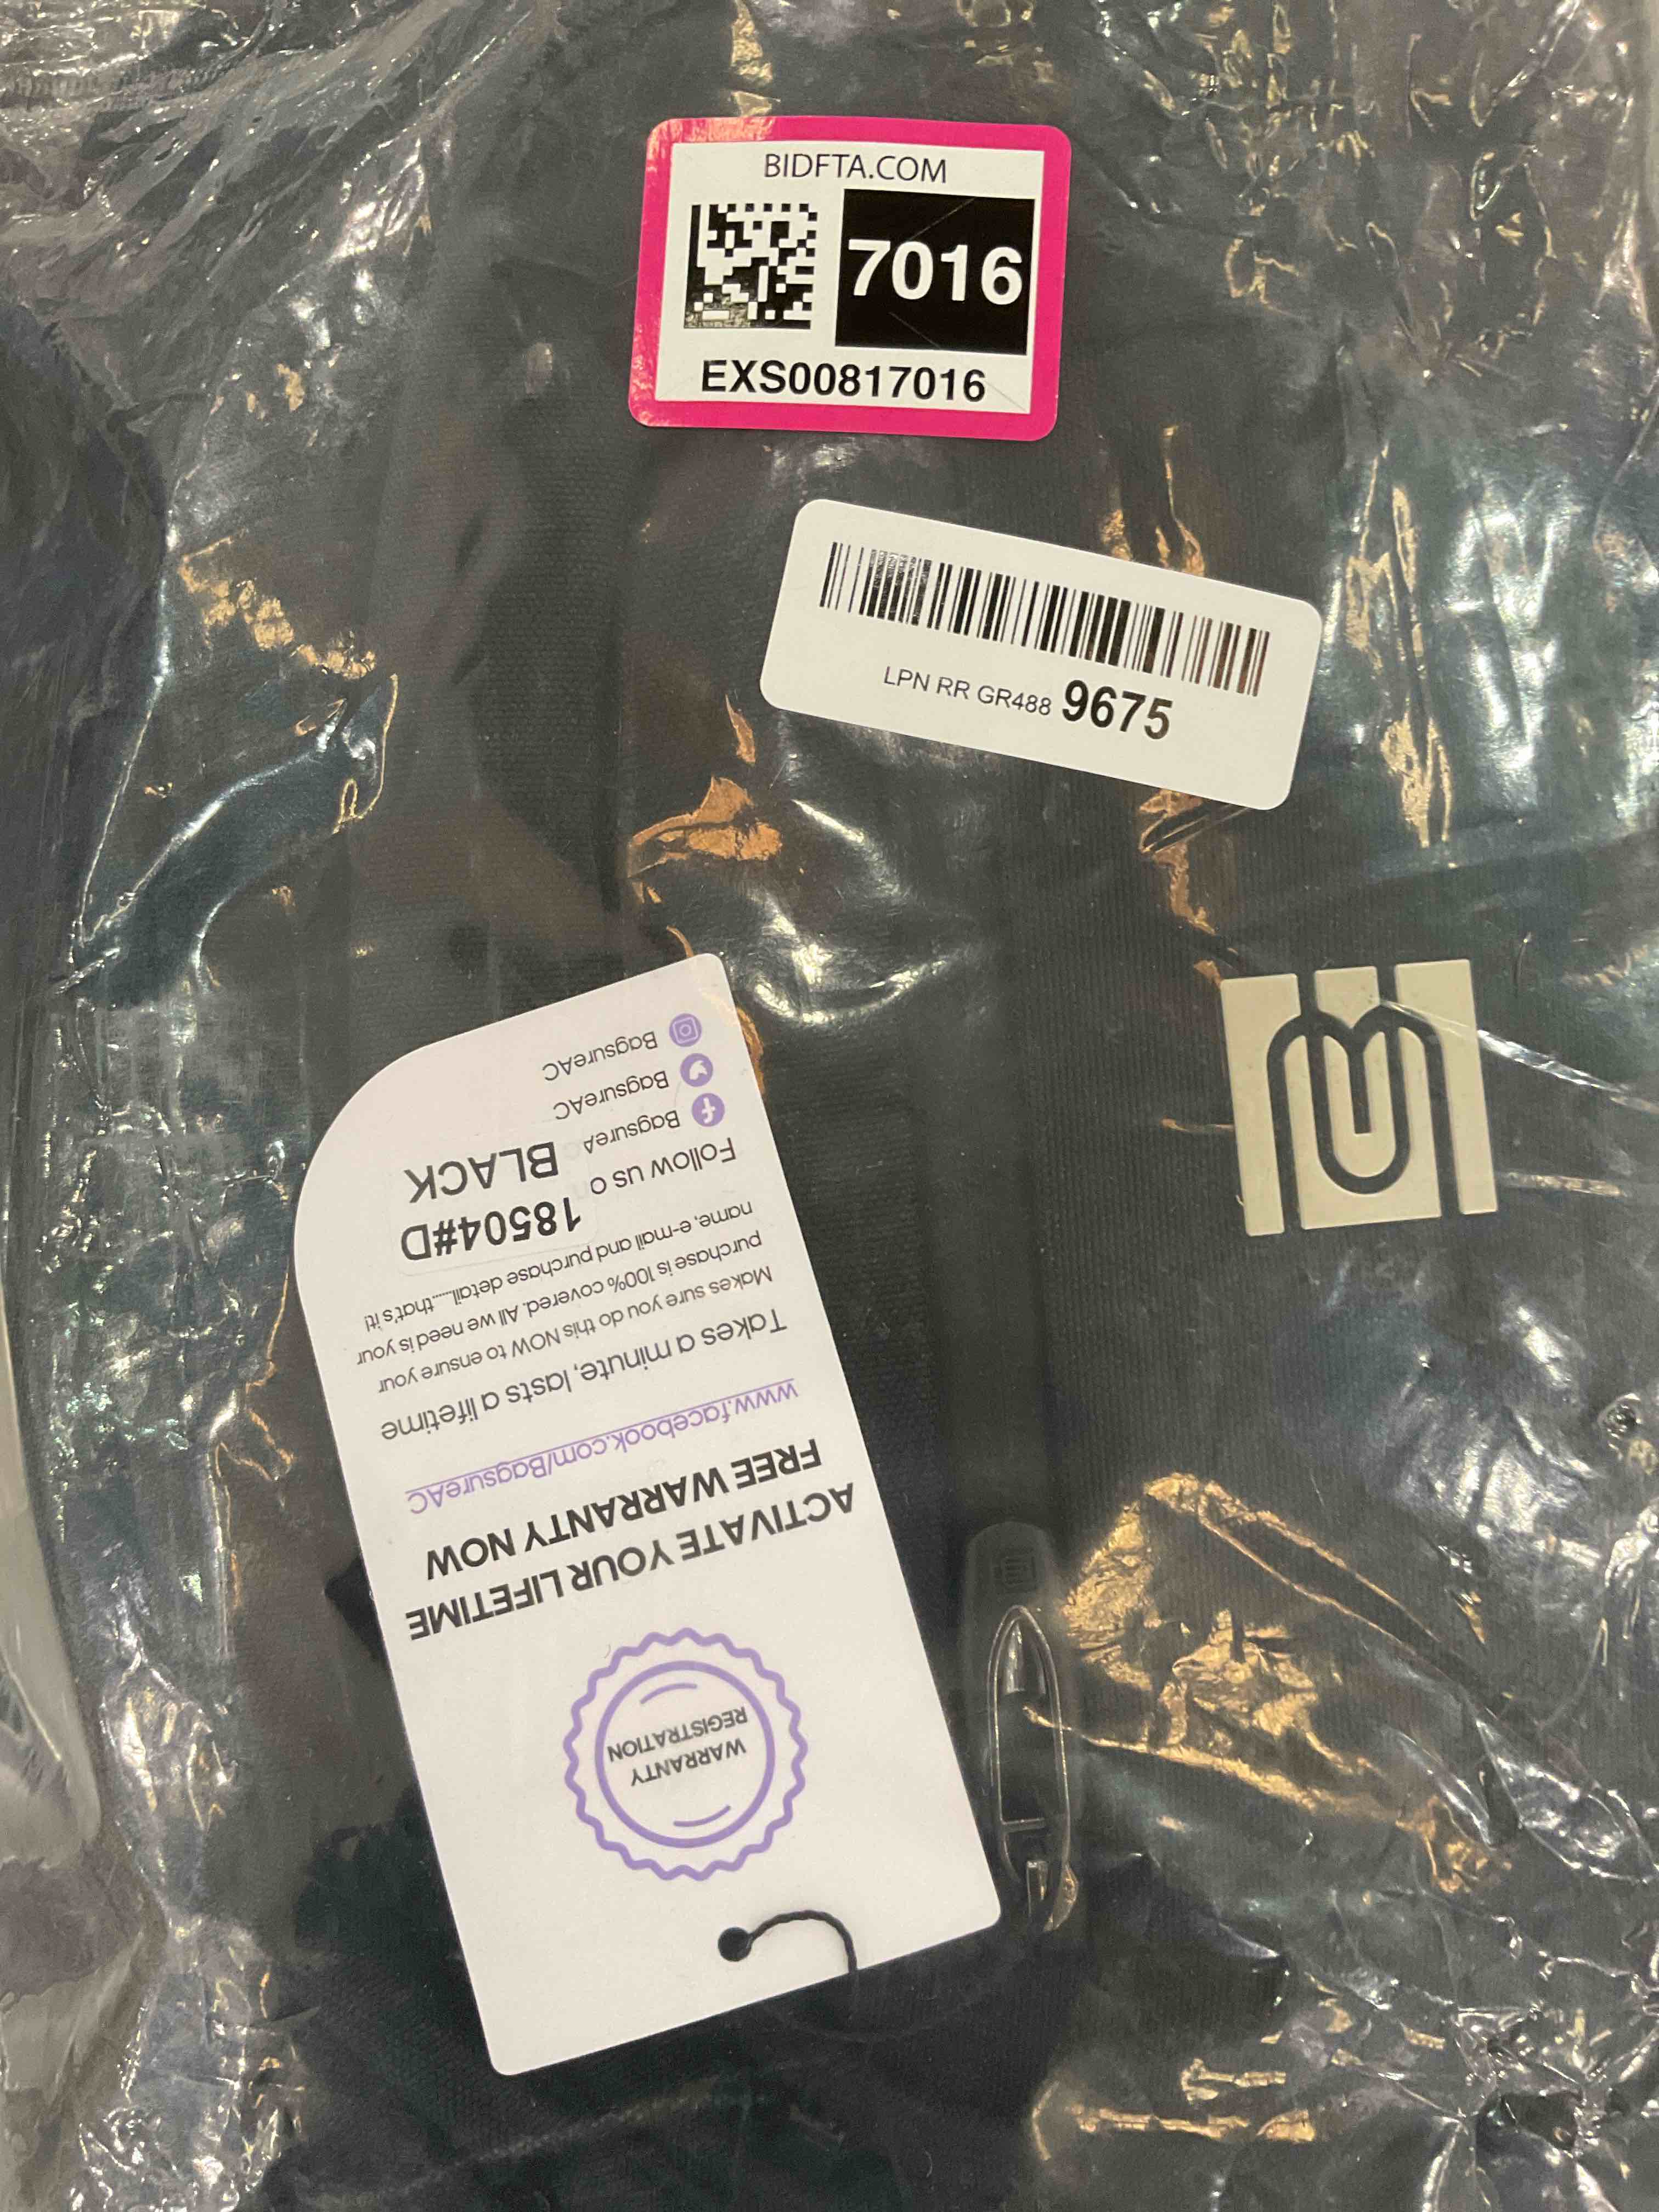 BIDFTA.COM
7016
EXS00817016
LPN RR GR488 9675
WARRANTY
REGISTRATION
ACTIVATE YOUR LIFETIME
FREE WARRANTY NOW
www.facebook.com/BagsureAC
Takes a minute, lasts a lifetime
Makes sure you do this NOW to ensure your
purchase is 100% covered. All we need is your
name, e-mail and purchase detail......that's it!
Follow us o
18504#D
BLACK
BagsureA
BagsureAC
BagsureAC